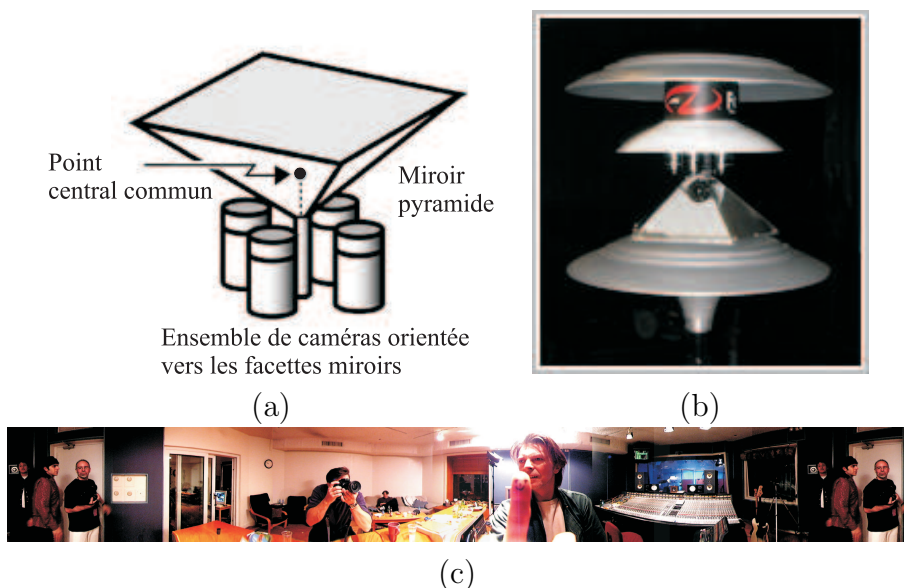 Point
central commun
Miroir
pyramide
Ensemble de caméras orientée
vers les facettes miroirs
(a)
(b)
(c)